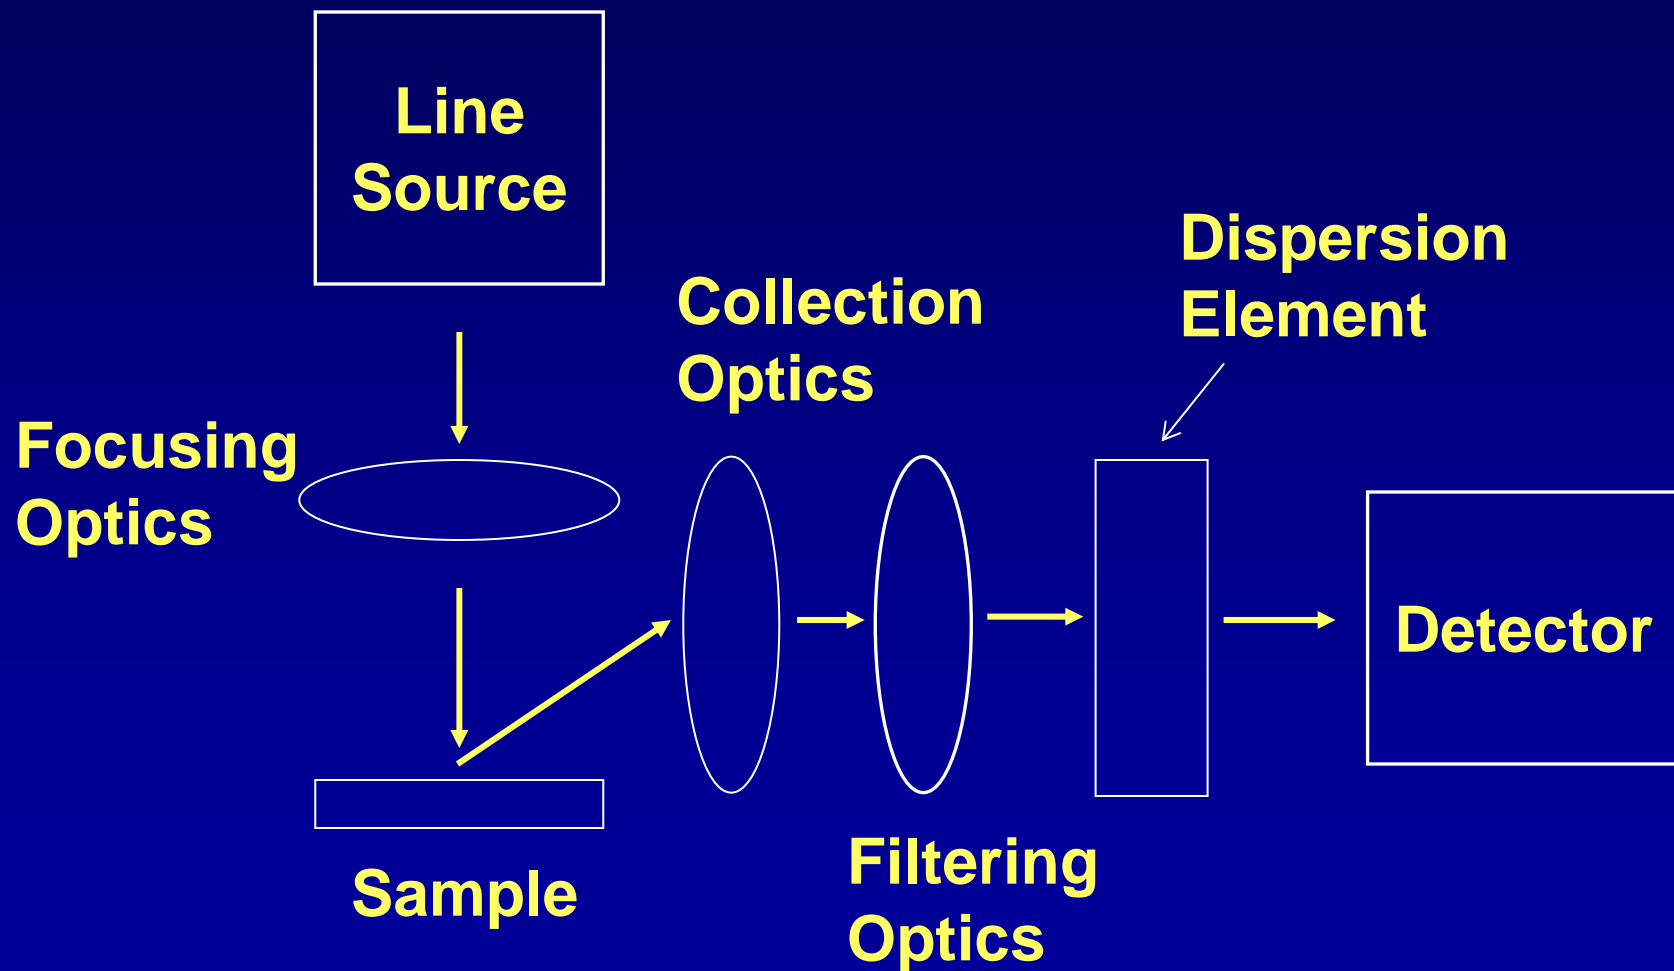 Line
Source
Dispersion
Element
Collection
Optics
Focusing
Optics
Detector
Sample
Filtering
Optics